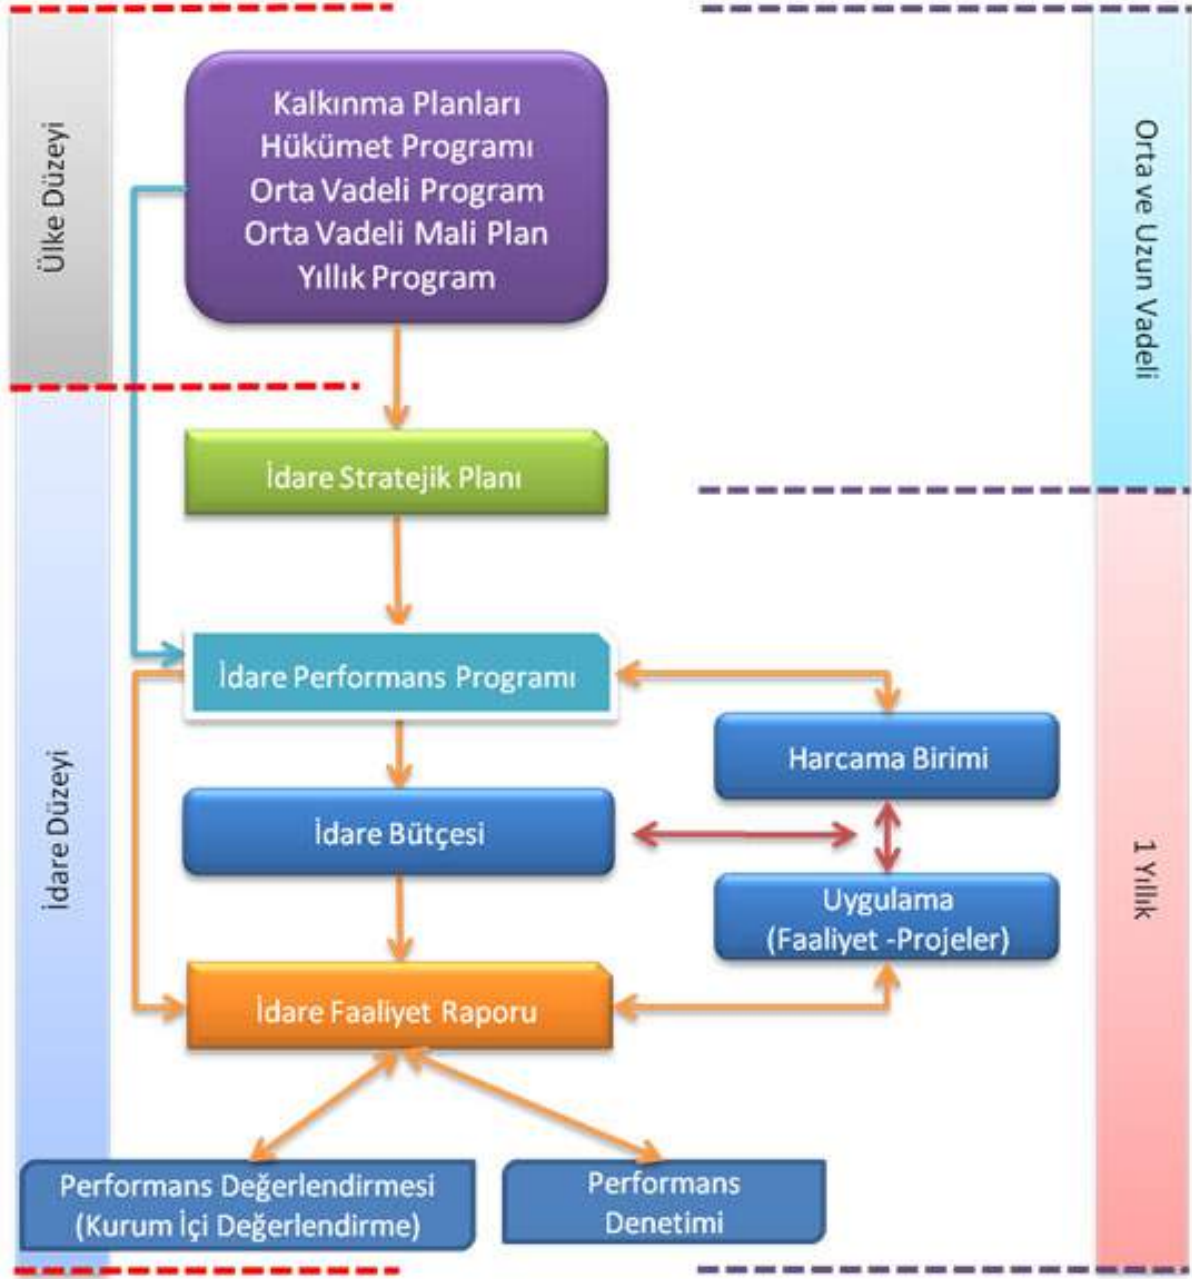 Ülke Düzeyi
Kalkınma Planları
Hükümet Programı
Orta Vadeli Program
Orta Vadeli Mali Plan
Yıllık Program
Orta ve Uzun Vadeli
İdare Stratejik Planı
İdare Düzeyi
İdare Performans Programı
Harcama Birimi
İdare Bütçesi
1 Yıllık
Uygulama
(Faaliyet -Projeler)
İdare Faaliyet Raporu
Performans Değerlendirmesi
(Kurum İçi Değerlendirme)
Performans
Denetimi